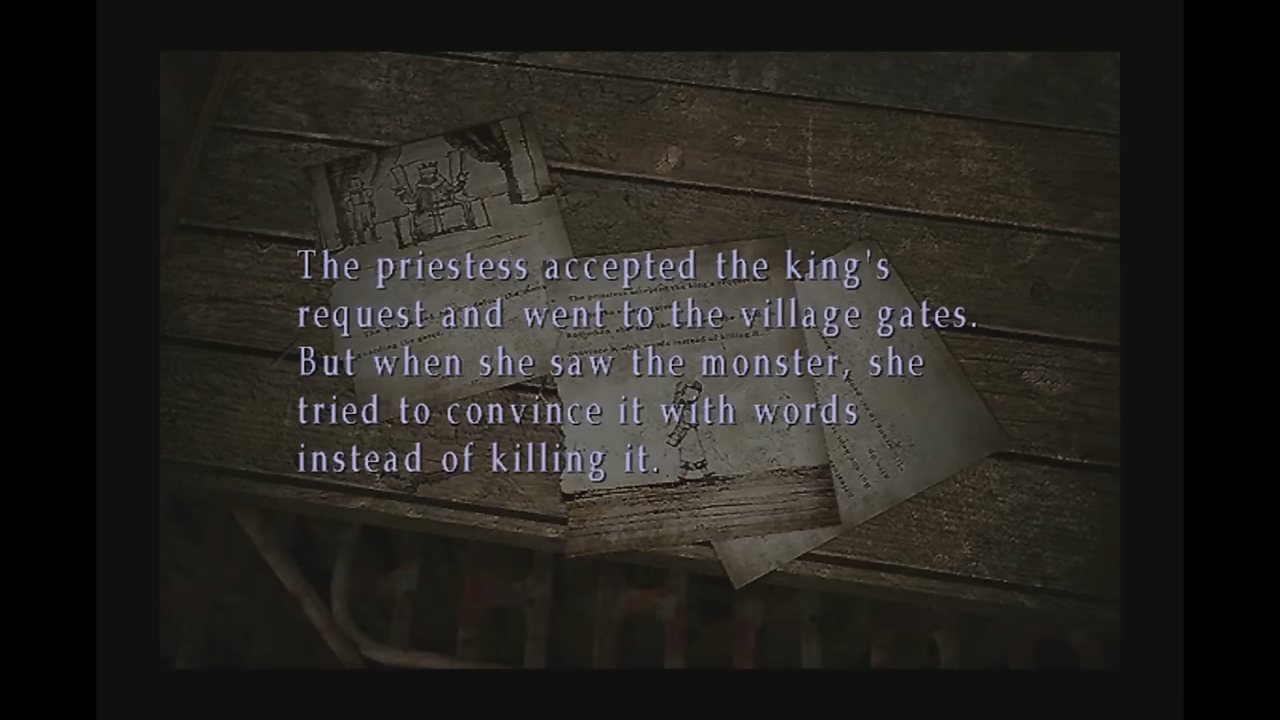 The priestess accepted the king's
request and went to the village gates.
But when she saw the monster, she
tried to convince it with words
instead of killing it.